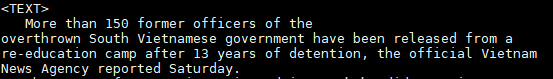 <TEXT>
More than 150 former officers of the
overthrown South Vietnamese government have been released from a
re-education camp after 13 years of detention, the official Vietnam
News Agency reported Saturday.